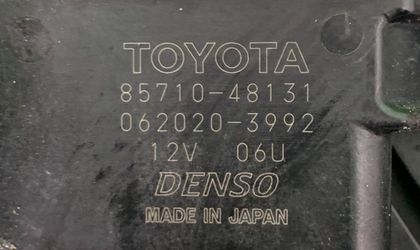 TOYOTA
85710-48131
062020-3992
12V 06U
DENSO
MADE IN JAPAN